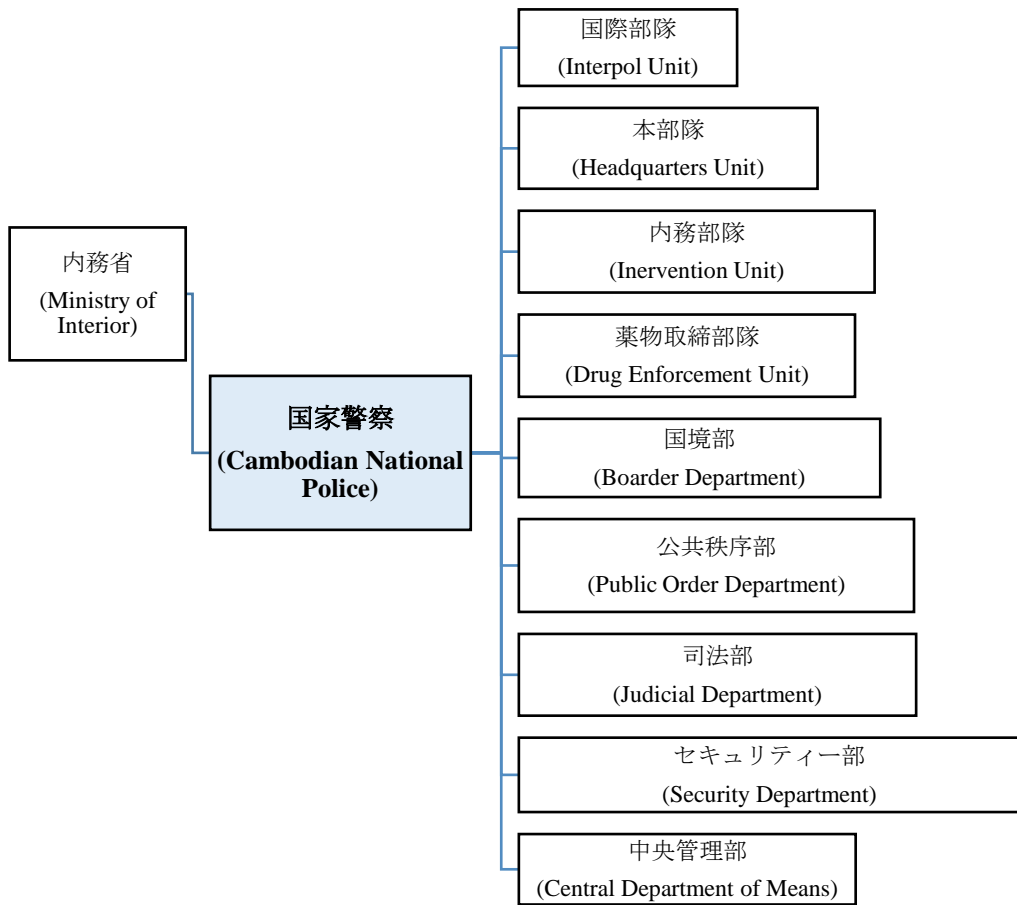 内務省
(Ministry of
Interior)
国家警察
(Cambodian National
Police)
国際部隊
(Interpol Unit)
本部隊
(Headquarters Unit)
内務部隊
(Inervention Unit)
薬物取締部隊
(Drug Enforcement Unit)
国境部
(Boarder Department)
公共秩序部
(Public Order Department)
司法部
(Judicial Department)
セキュリティー部
(Security Department)
中央管理部
(Central Department of Means)